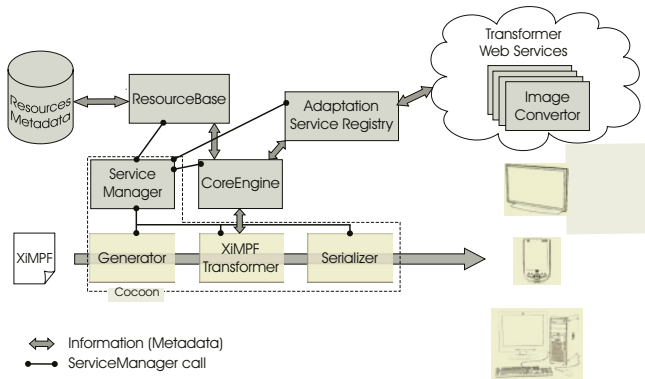 Transformer
Web Services
Image
Convertor
Resources
Metadata
ResourceBase
Adaptation
Service Registry
Service
Manager
CoreEngine
XiMPF
Generator
XiMPF
Transformer
Serializer
Cocoon
Information (Metadata)
ServiceManager call